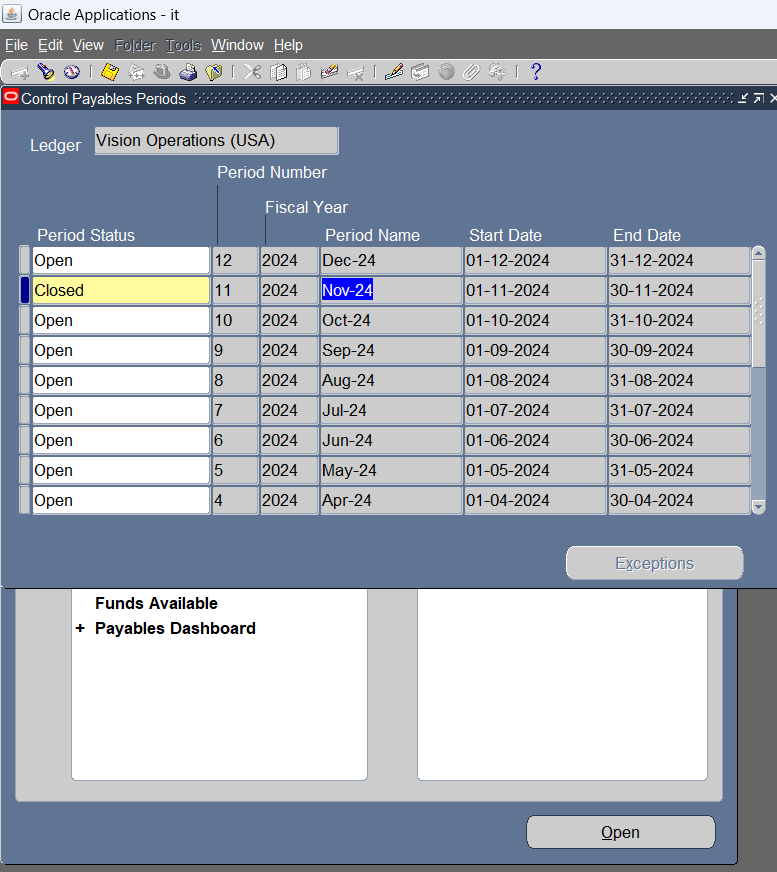 Oracle Applications - it
File Edit View Folder Tools Window Help
?
Control Payables Periods
Ledger Vision Operations (USA)
Period Number
Fiscal Year
Period Status Period Name Start Date End Date
Open 12 2024 Dec-24 01-12-2024 31-12-2024
Closed 11 2024 Nov-24 01-11-2024 30-11-2024
Open 10 2024 Oct-24 01-10-2024 31-10-2024
Open 9 2024 Sep-24 01-09-2024 30-09-2024
Open 8 2024 Aug-24 01-08-2024 31-08-2024
Open 7 2024 Jul-24 01-07-2024 31-07-2024
Open 6 2024 Jun-24 01-06-2024 30-06-2024
Open 5 2024 May-24 01-05-2024 31-05-2024
Open 4 2024 Apr-24 01-04-2024 30-04-2024
Exceptions
Funds Available
+ Payables Dashboard
Open